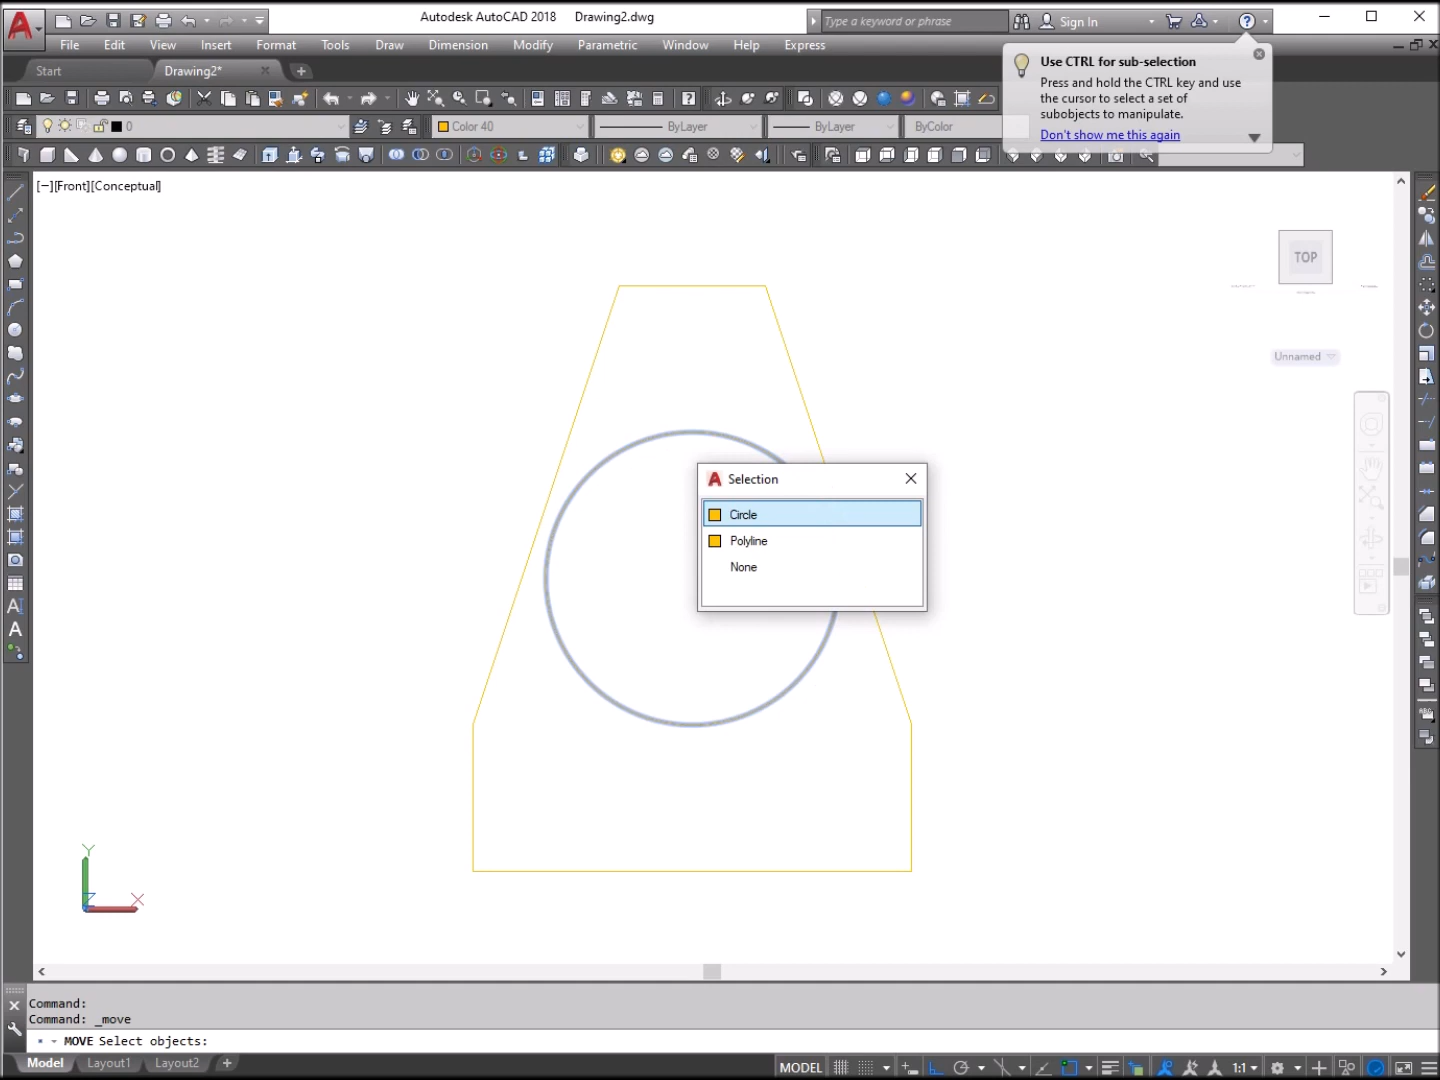 Autodesk AutoCAD 2018 Drawing2.dwg
Type a keyword or phrase
Sign In
File Edit View Insert Format Tools Draw Dimension Modify Parametric Window Help Express
Start
Drawing2*
Use CTRL for sub-selection
Press and hold the CTRL key and use
the cursor to select a set of
subobjects to manipulate.
Don't show me this again
0
Color 40
ByLayer
ByLayer
ByColor
[−][Front][Conceptual]
TOP
Unnamed
Selection
Circle
Polyline
None
Y
Z
X
Command:
Command: _move
MOVE Select objects:
Model Layout1 Layout2
MODEL
1:1